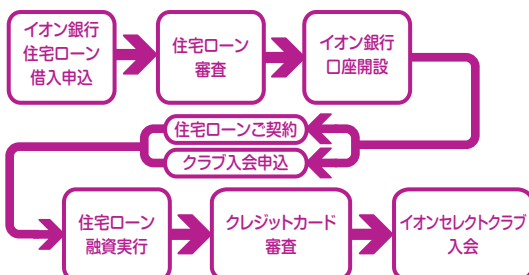 イオン銀行
住宅ローン
借入申込
住宅ローン
審査
イオン銀行
口座開設
住宅ローンご契約
クラブ入会申込
住宅ローン
融資実行
クレジットカード
審査
イオンセレクトクラブ
入会